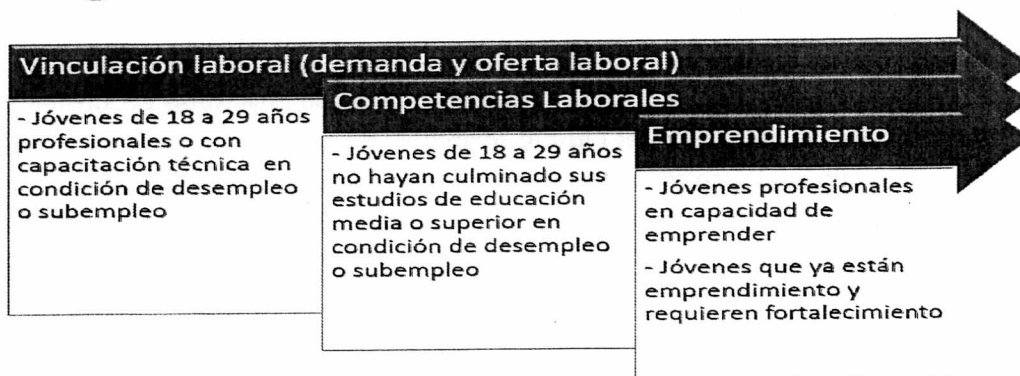 Vinculación laboral (demanda y oferta laboral)
- Jóvenes de 18 a 29 años
profesionales o con
capacitación técnica en
condición de desempleo
o subempleo
Competencias Laborales
- Jóvenes de 18 a 29 años
no hayan culminado sus
estudios de educación
media o superior en
condición de desempleo
o subempleo
Emprendimiento
- Jóvenes profesionales
en capacidad de
emprender
- Jóvenes que ya están
emprendimiento y
requieren fortalecimiento